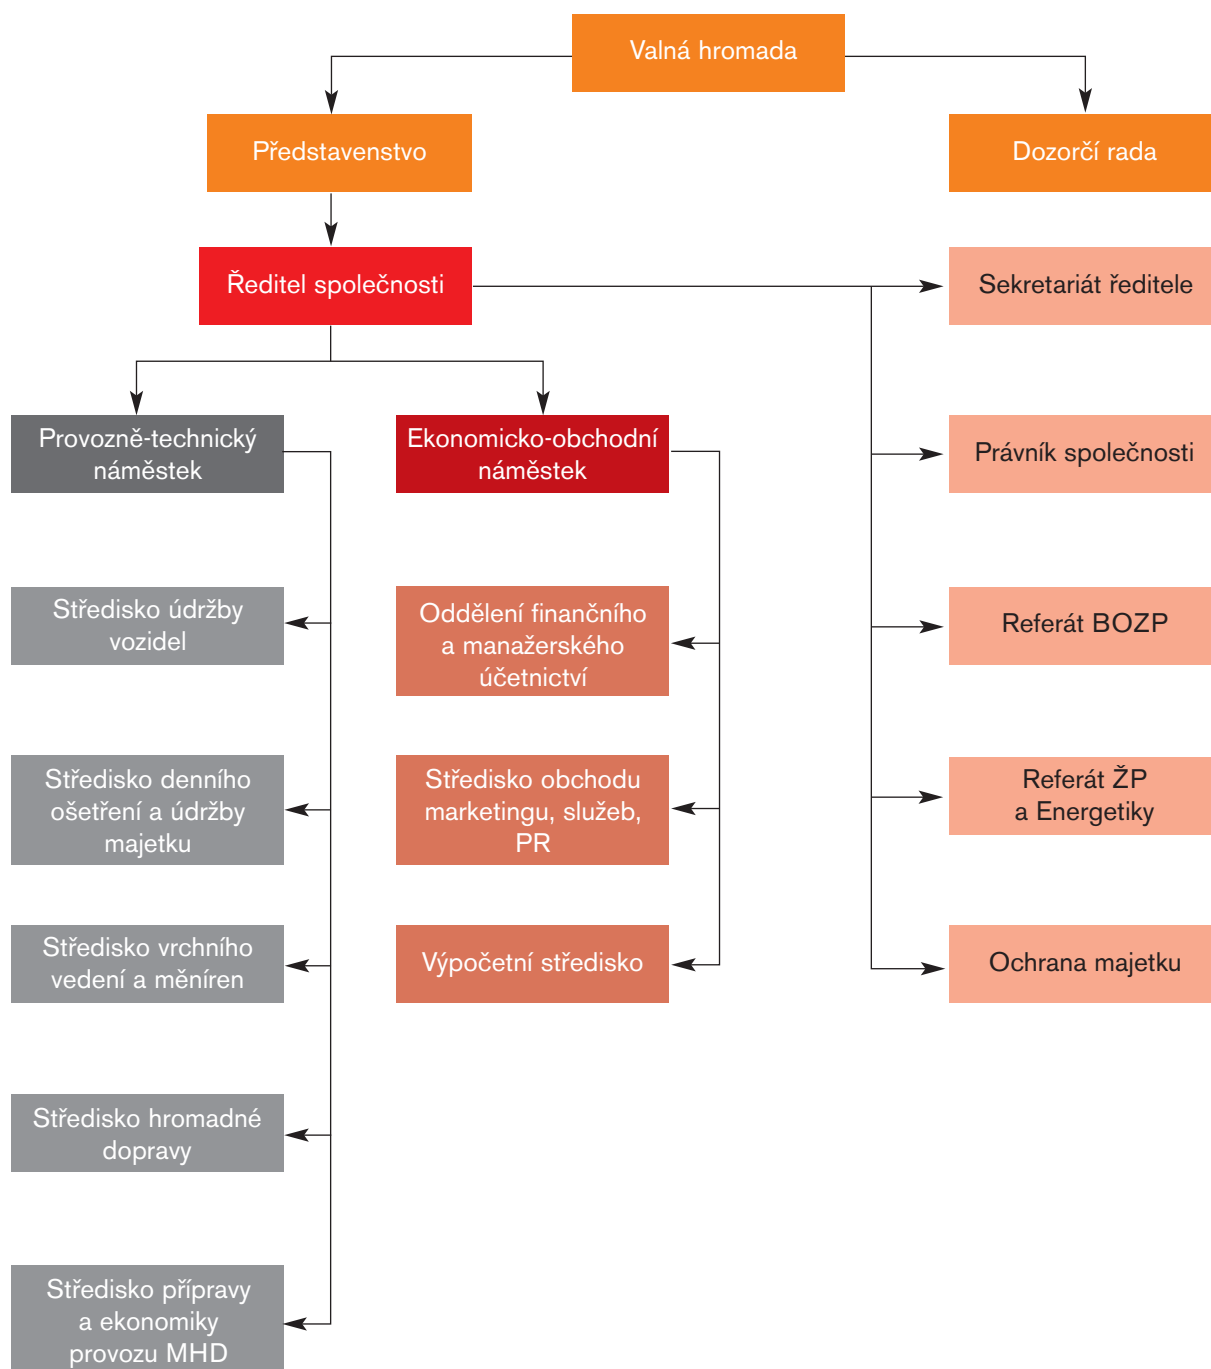 Valná hromada
Představenstvo
Dozorčí rada
Ředitel společnosti
Sekretariát ředitele
Provozně-technický
náměstek
Ekonomicko-obchodní
náměstek
Právník společnosti
Středisko údržby
vozidel
Oddělení finančního
a manažerského
účetnictví
Referát BOZP
Středisko denního
ošetření a údržby
majetku
Středisko obchodu
marketingu, služeb,
PR
Referát ŽP
a Energetiky
Středisko vrchního
vedení a měníren
Výpočetní středisko
Ochrana majetku
Středisko hromadné
dopravy
Středisko přípravy
a ekonomiky
provozu MHD